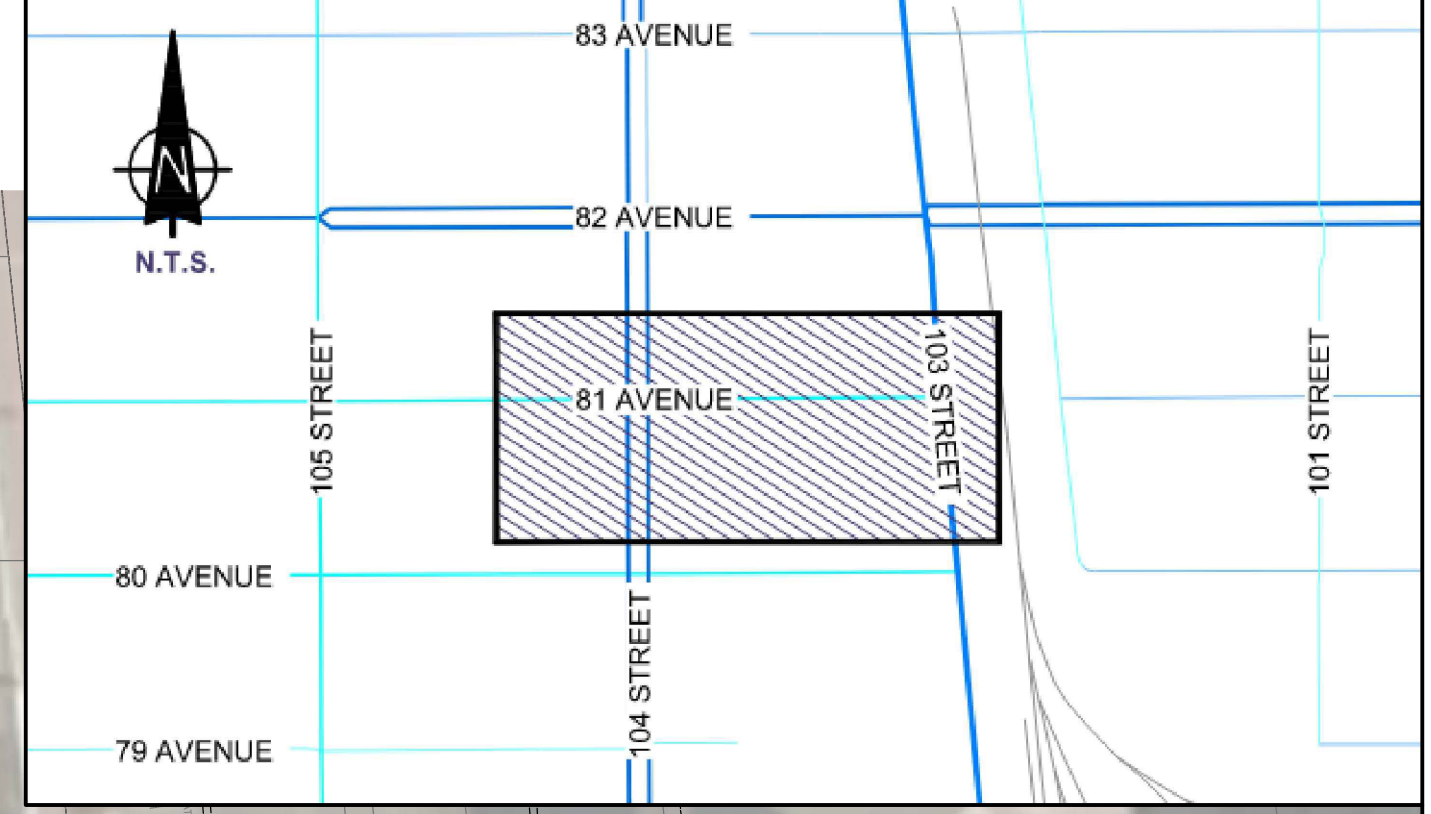 83 AVENUE
N
82 AVENUE
N.T.S.
105 STREET
81 AVENUE
103 STREET
101 STREET
80 AVENUE
104 STREET
79 AVENUE